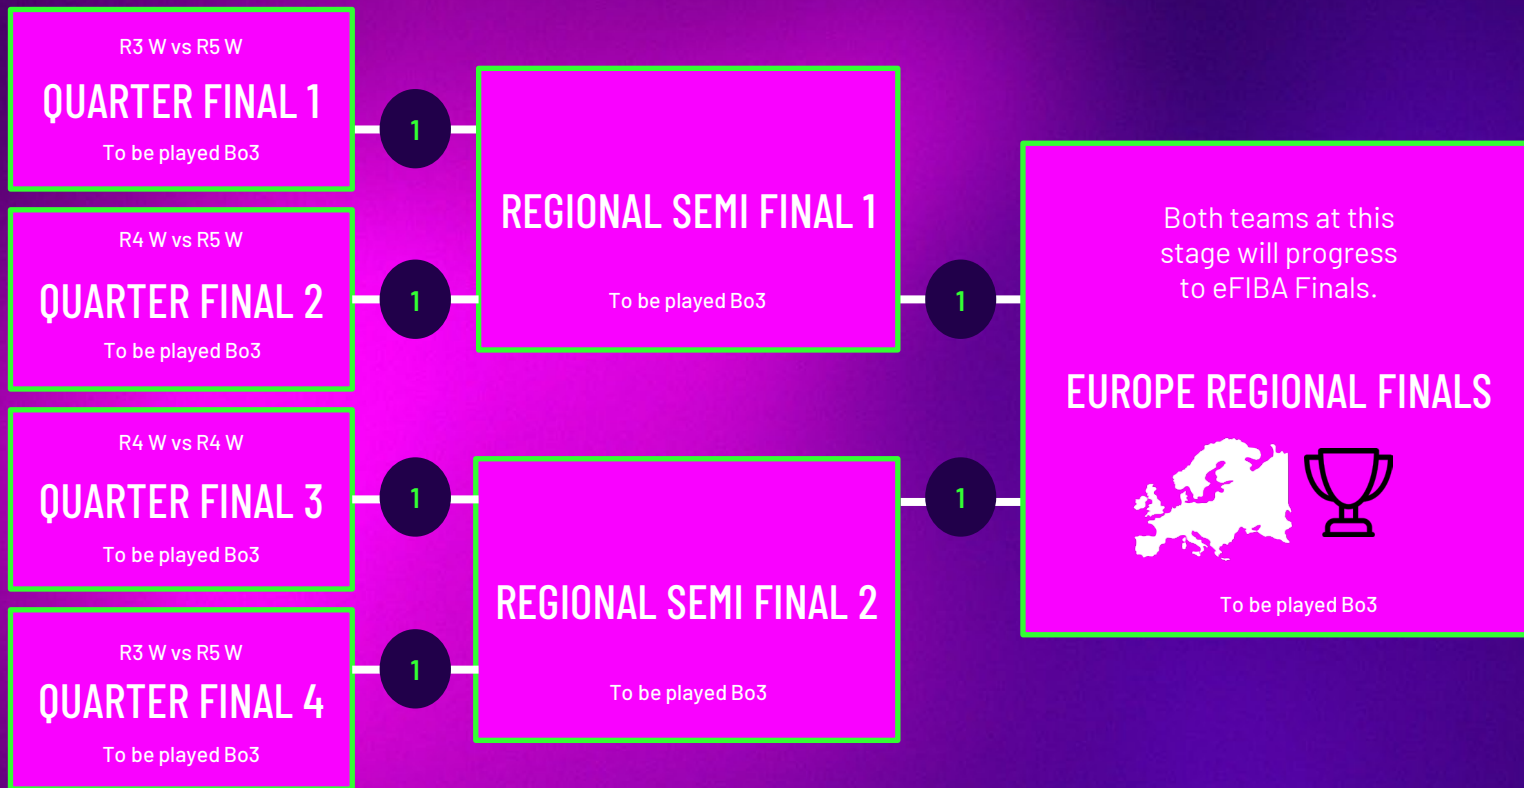 R3 W vs R5 W
QUARTER FINAL 1
To be played Bo3
1
R4 W vs R5 W
QUARTER FINAL 2
To be played Bo3
1
R4 W vs R4 W
QUARTER FINAL 3
To be played Bo3
1
R3 W vs R5 W
QUARTER FINAL 4
To be played Bo3
1
REGIONAL SEMI FINAL 1
To be played Bo3
1
REGIONAL SEMI FINAL 2
To be played Bo3
1
Both teams at this
stage will progress
to eFIBA Finals.
EUROPE REGIONAL FINALS
To be played Bo3